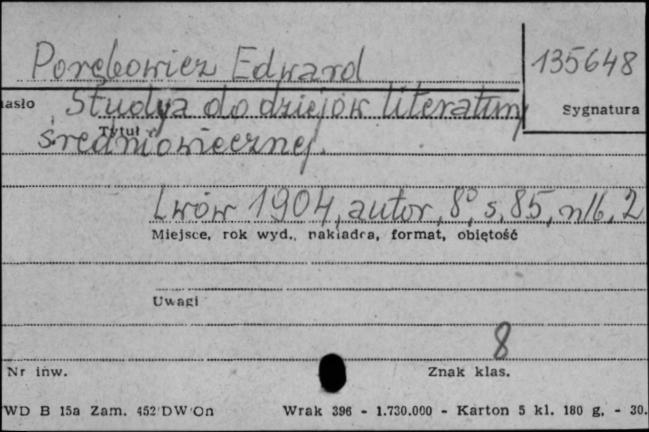 Porębowicz Edward
135648
hasło
Studya do dziejów literatury
Sygnatura
Tytuł
średniowiecznej.
Lwów 1904, autor, 8°, s. 85, nlb. 2
Miejsce, rok wyd., nakładca, format, objętość
Uwagi
8
Nr inw.
Znak klas.
WD B 15a Zam. 452 DW On
Wrak 396 - 1.730.000 - Karton 5 kl. 180 g. - 30.